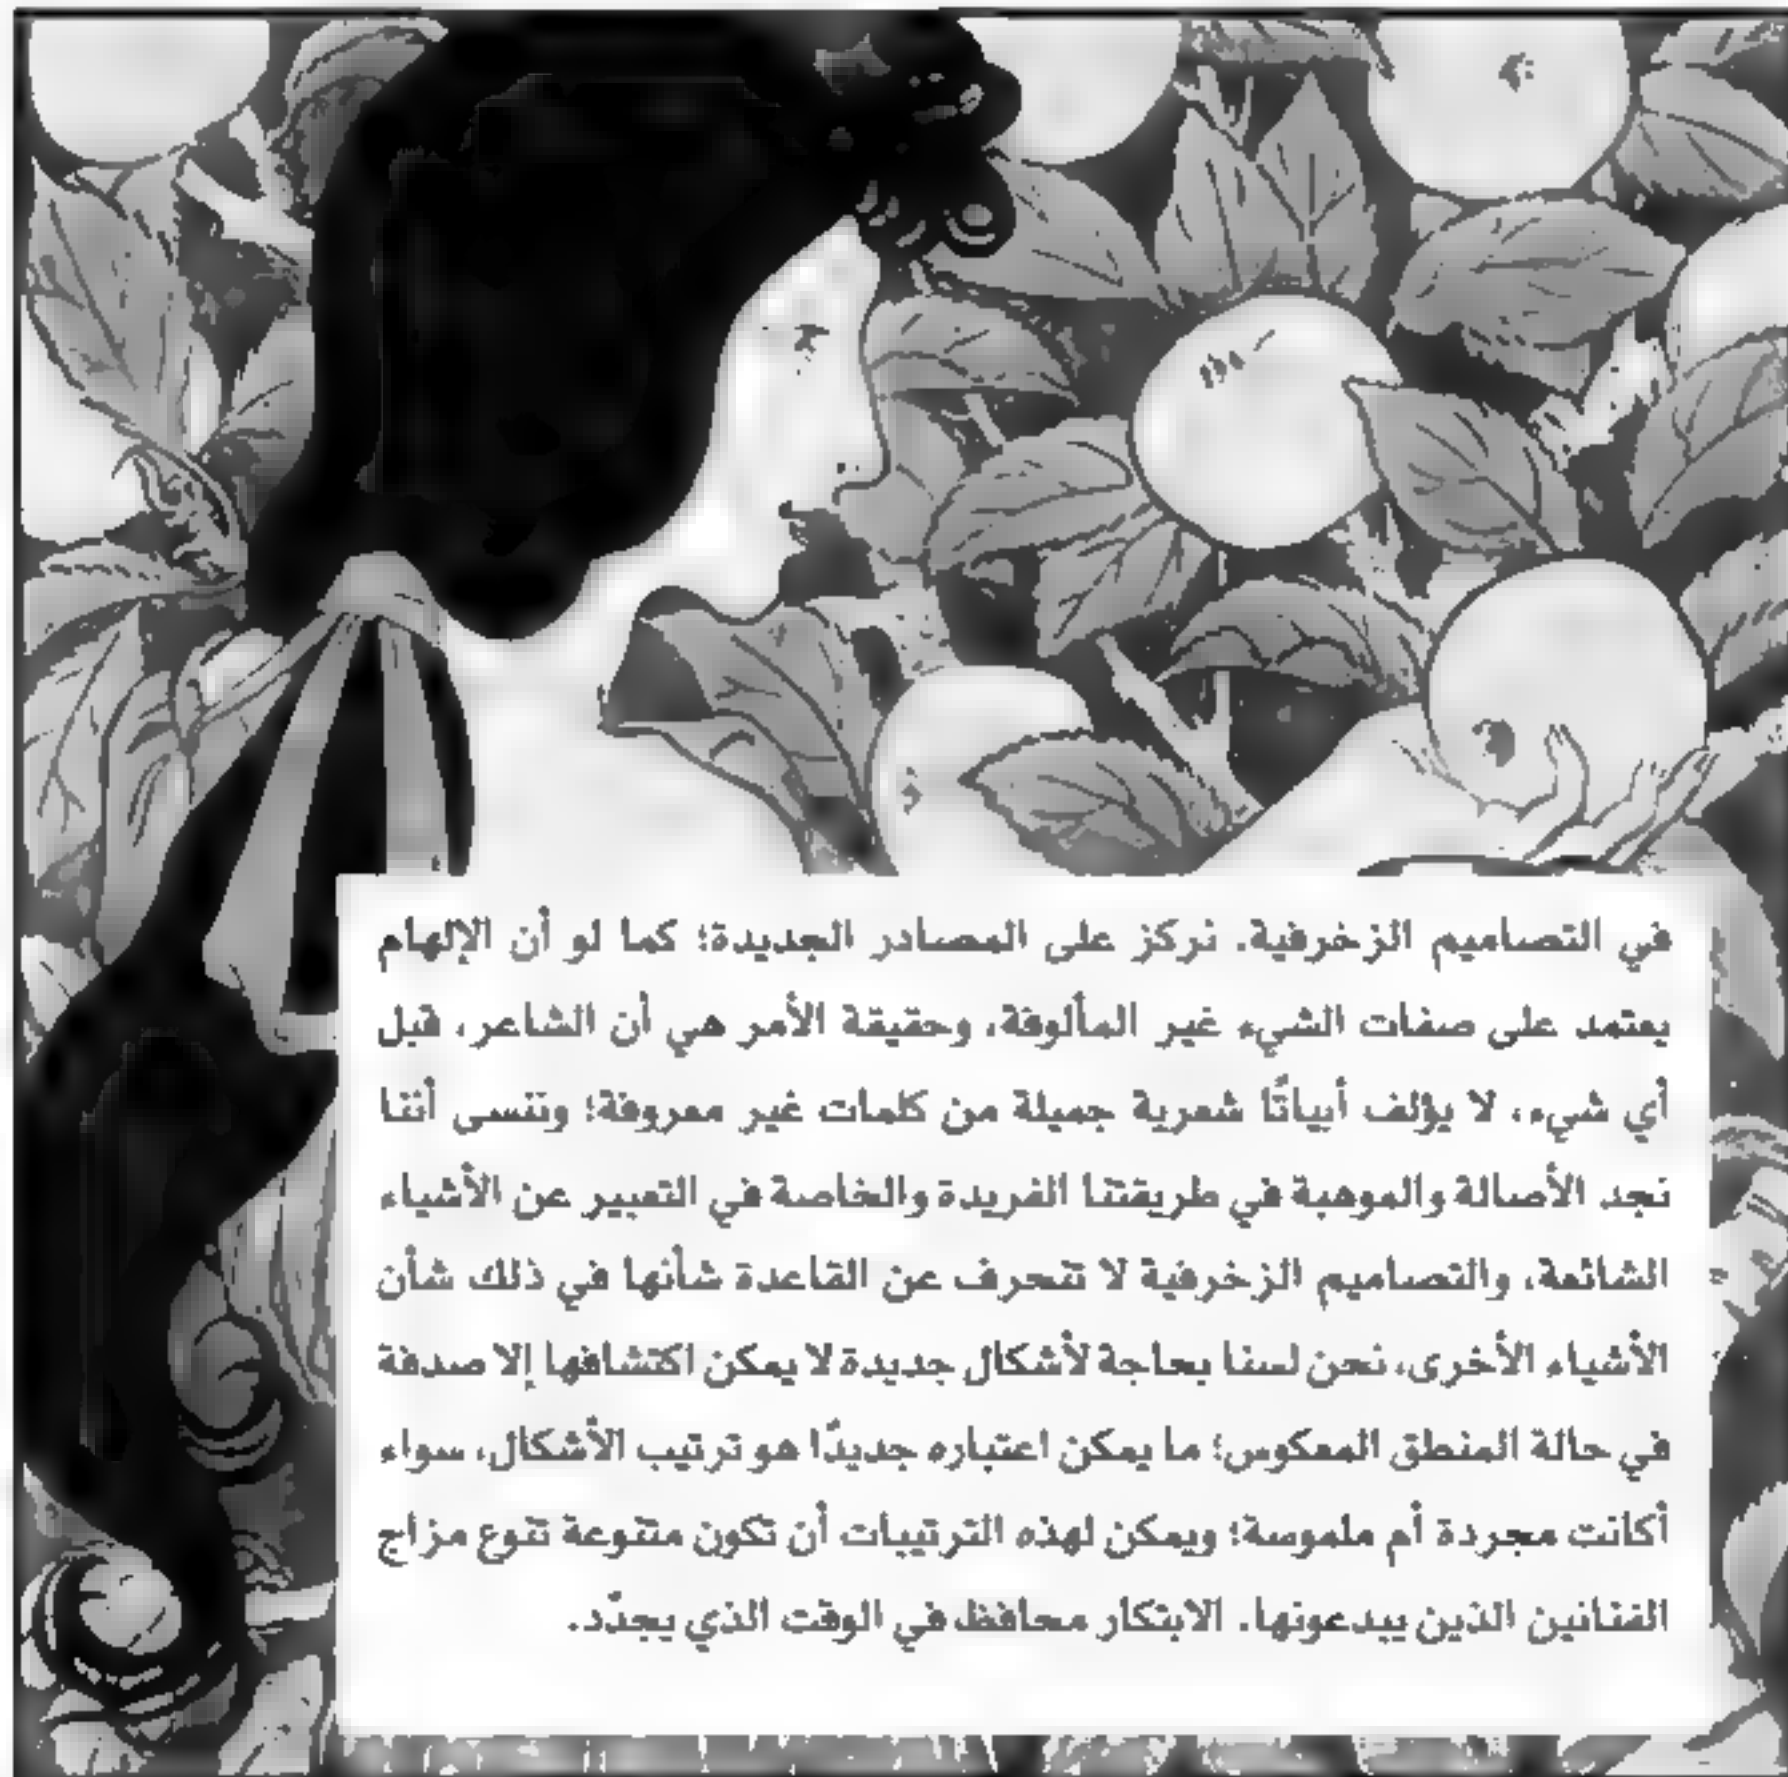 في التصاميم الزخرفية. نركز على المصادر الجديدة؛ كما لو أن الإلهام
يعتمد على صفات الشيء غير المألوفة، وحقيقة الأمر هي أن الشاعر، قبل
أي شيء، لا يؤلف أبياتًا شعرية جميلة من كلمات غير معروفة؛ وننسى أننا
نجد الأصالة والموهبة في طريقتنا الفريدة والخاصة في التعبير عن الأشياء
الشائعة، والتصاميم الزخرفية لا تنحرف عن القاعدة شأنها في ذلك شأن
الأشياء الأخرى، نحن لسنا بحاجة لأشكال جديدة لا يمكن اكتشافها إلا صدفة
في حالة المنطق المعكوس؛ ما يمكن اعتباره جديدًا هو ترتيب الأشكال، سواء
أكانت مجردة أم ملموسة؛ ويمكن لهذه الترتيبات أن تكون متنوعة تنوع مزاج
الفنانين الذين يبدعونها. الابتكار محافظ في الوقت الذي يجدّد.